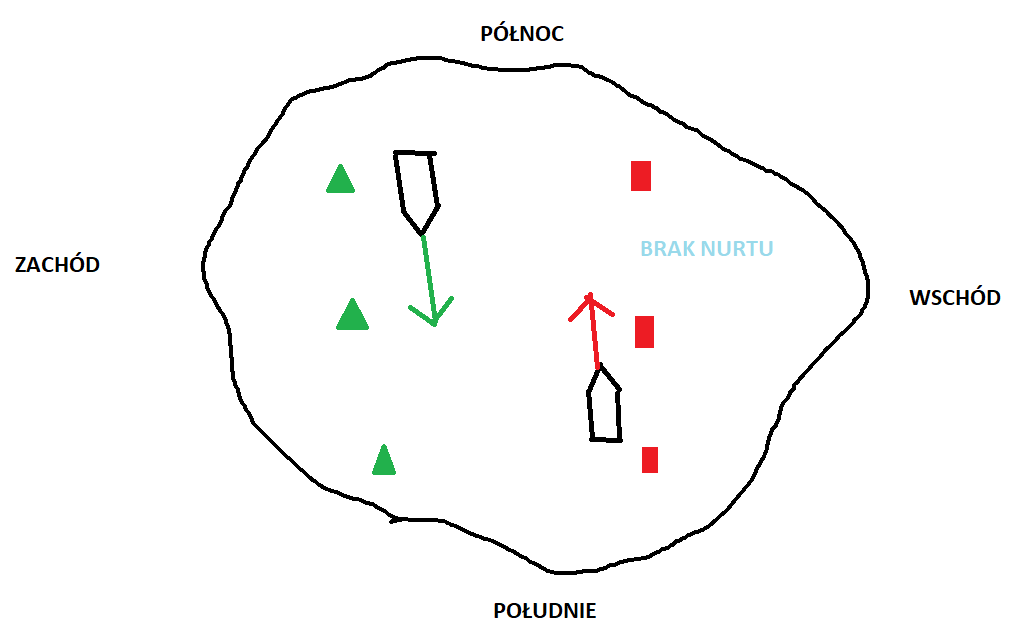 PÓŁNOC
BRAK NURTU
ZACHÓD
WSCHÓD
POŁUDNIE